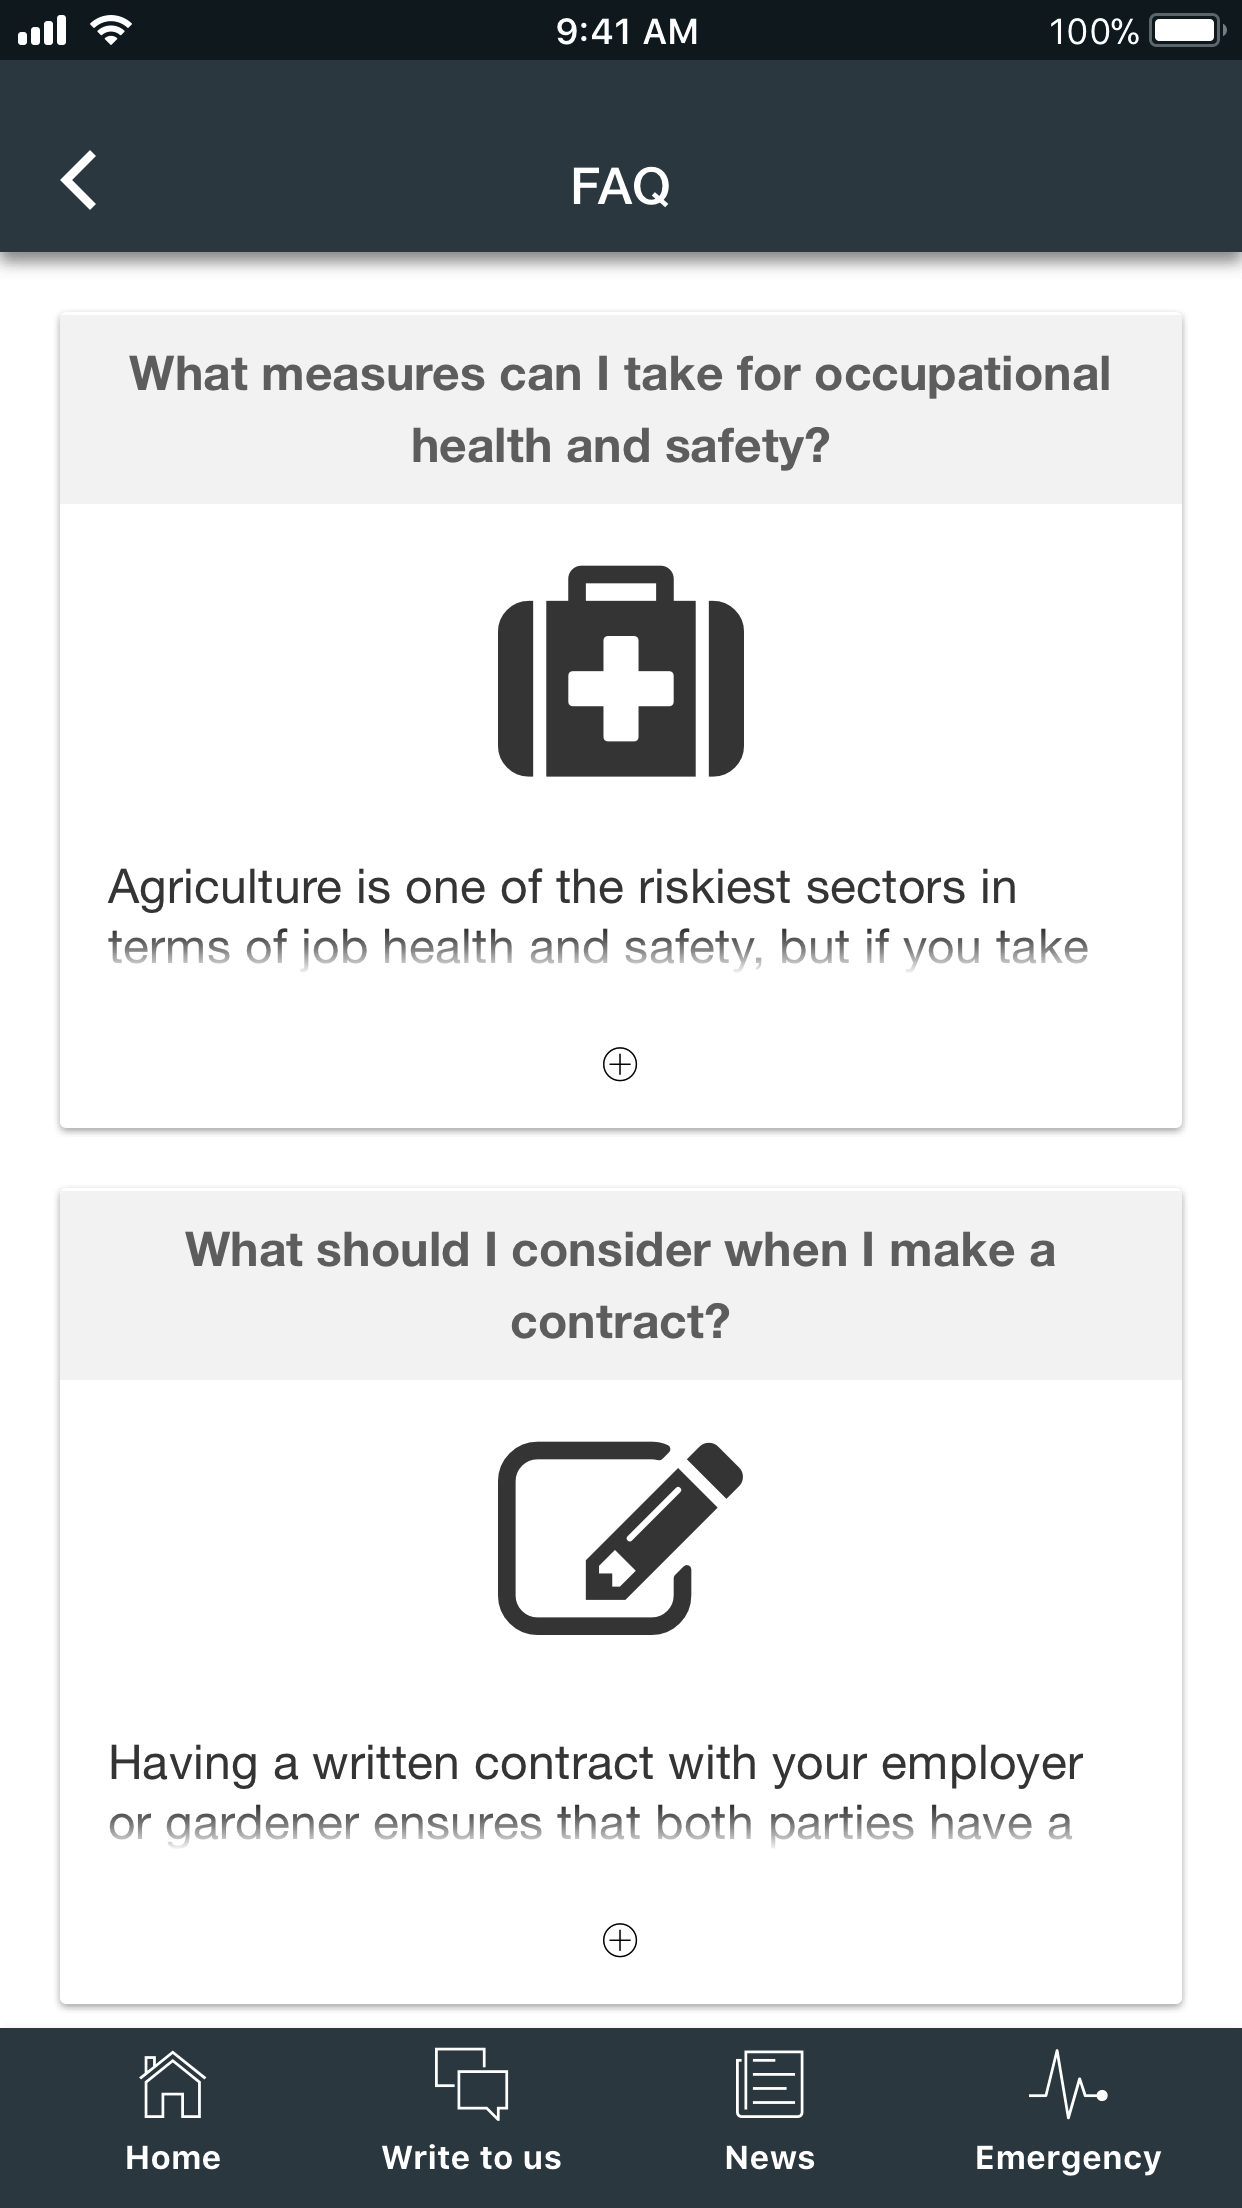 9:41 AM
100%
FAQ
What measures can I take for occupational
health and safety?
Agriculture is one of the riskiest sectors in
terms of job health and safety, but if you take
What should I consider when I make a
contract?
Having a written contract with your employer
or gardener ensures that both parties have a
Home
Write to us
News
Emergency